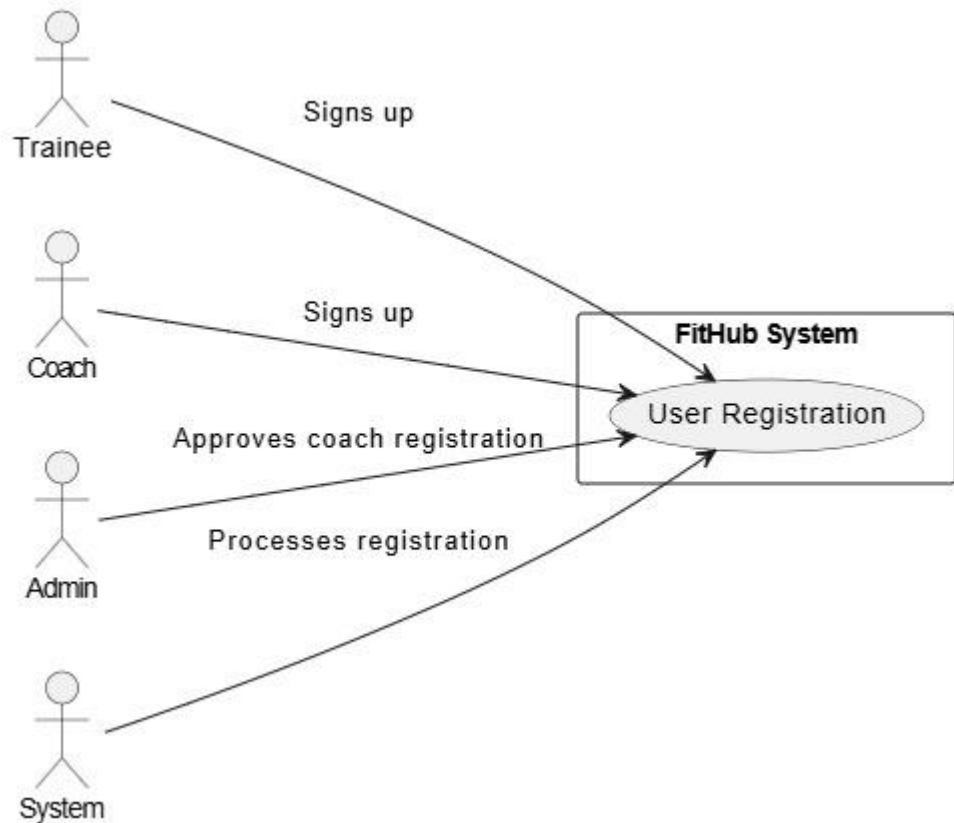 Signs up
Trainee
Signs up
FitHub System
Coach
User Registration
Approves coach registration
Processes registration
Admin
System